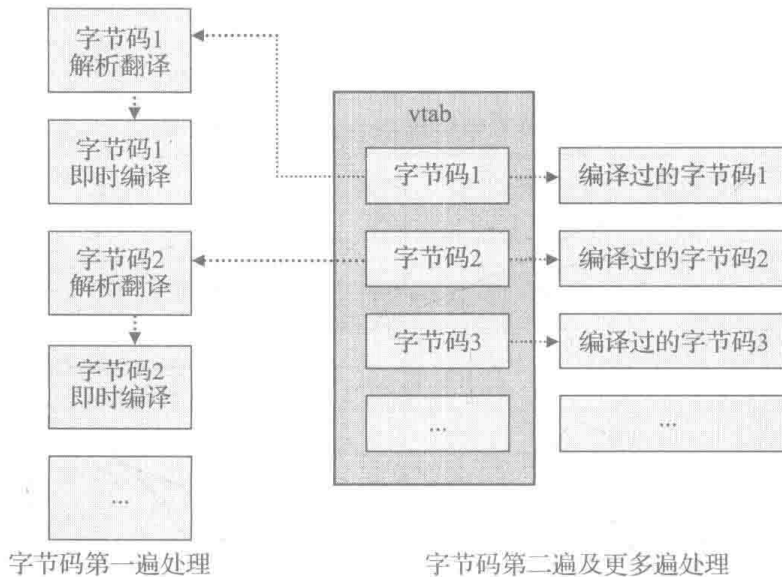 字节码1
解析翻译
字节码1
即时编译
字节码2
解析翻译
字节码2
即时编译
...
字节码第一遍处理
vtab
字节码1
字节码2
字节码3
...
编译过的字节码1
编译过的字节码2
编译过的字节码3
...
字节码第二遍及更多遍处理